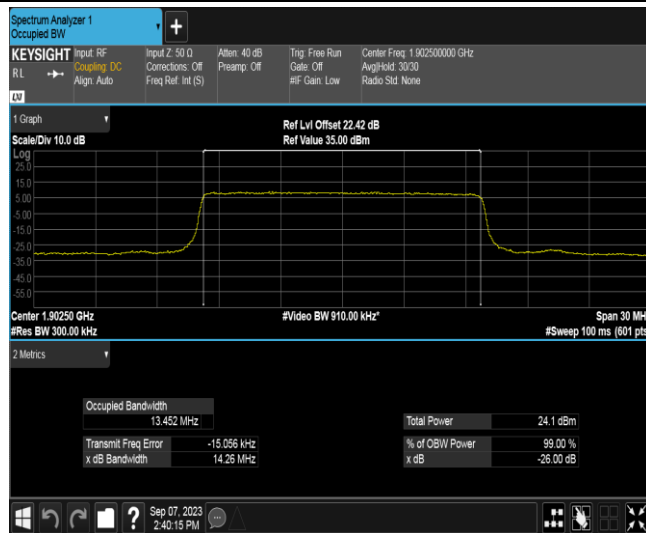 Spectrum Analyzer 1
Occupied BW
+
KEYSIGHT Input: RF Input Z: 50 Ω Atten: 40 dB Trig: Free Run Center Freq: 1.902500000 GHz
RL Coupling: DC Corrections: Off Preamp: Off Gate: Off Avg|Hold: 30/30
Align: Auto Freq Ref: Int (S) #IF Gain: Low Radio Std: None
LXI
1 Graph Ref Lvl Offset 22.42 dB
Scale/Div 10.0 dB Ref Value 35.00 dBm
Log
25.0
15.0
5.00
-5.00
-15.0
-25.0
-35.0
-45.0
-55.0
Center 1.90250 GHz #Video BW 910.00 kHz* Span 30 MH
#Res BW 300.00 kHz #Sweep 100 ms (601 pts
2 Metrics
Occupied Bandwidth
13.452 MHz Total Power 24.1 dBm
Transmit Freq Error -15.056 kHz % of OBW Power 99.00 %
x dB Bandwidth 14.26 MHz x dB -26.00 dB
? Sep 07, 2023
2:40:15 PM